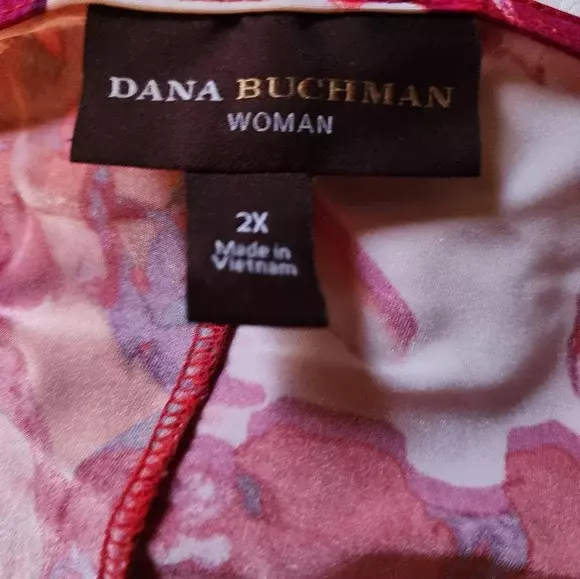 DANA BUCHMAN
WOMAN
2X
Made in
Vietnam